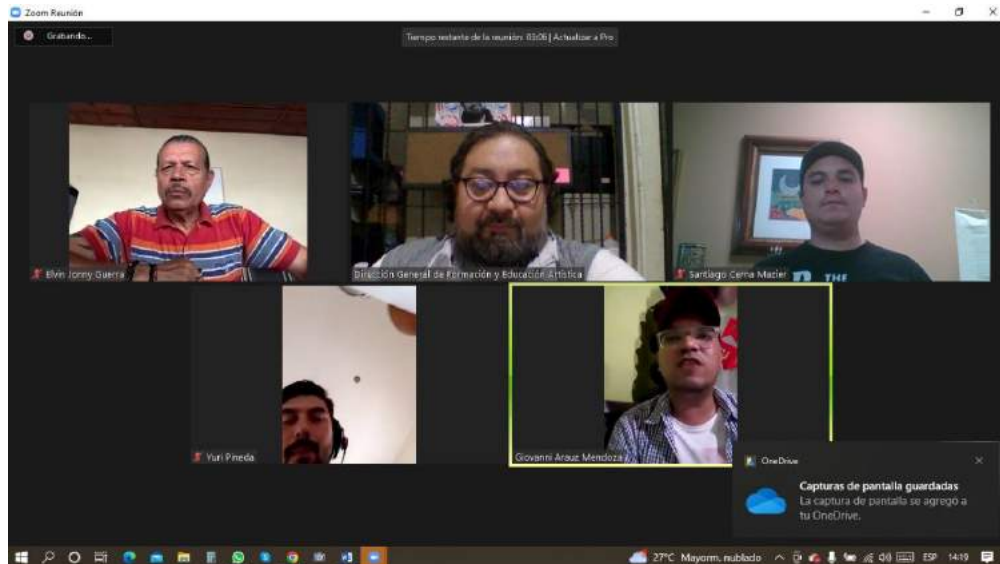 Zoom Reunión
Grabando...
Tiempo restante de la reunión: 03:06 | Actualizar a Pro
Elvin Jonny Guerra
Dirección General de Formación y Educación Artística
Santiago Cerna Mazier
THE
Yuri Pineda
Giovanni Arauz Mendoza
OneDrive
Capturas de pantalla guardadas
La captura de pantalla se agregó a
tu OneDrive.
27°C Mayorm. nublado
ESP
14:19